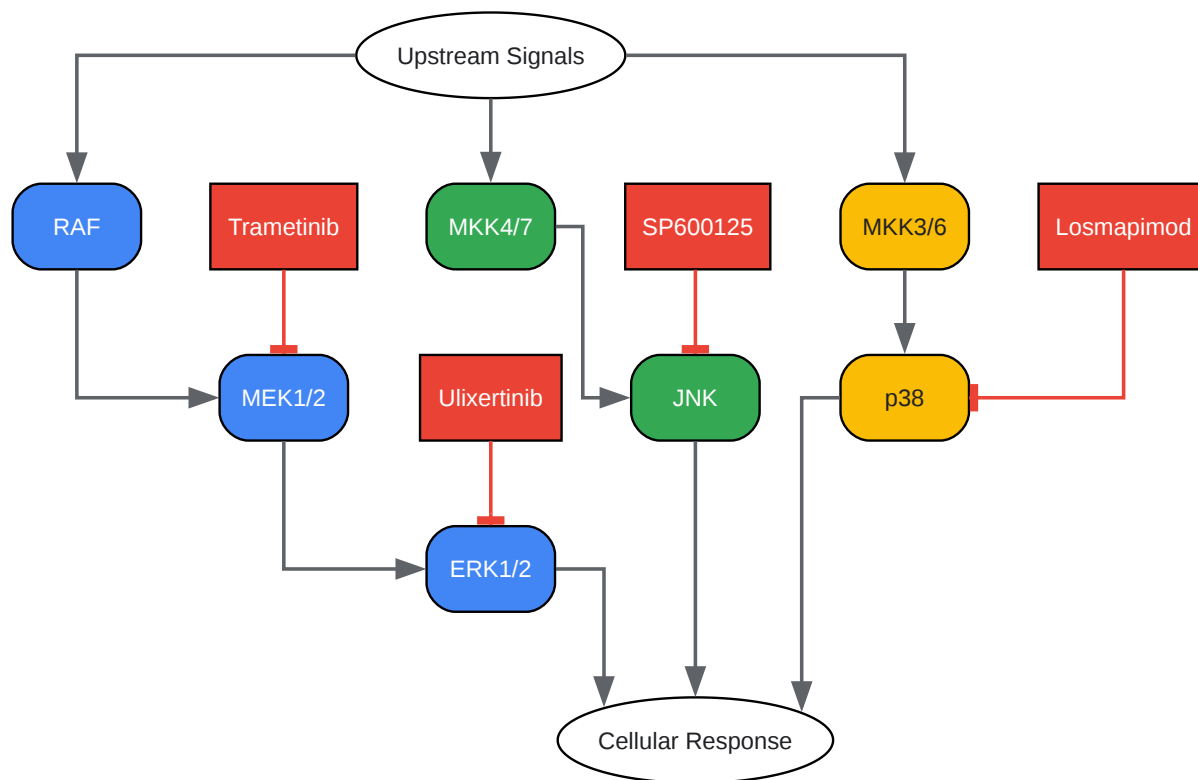 Upstream Signals
RAF
Trametinib
MKK4/7
SP600125
MKK3/6
Losmapimod
MEK1/2
Ulixertinib
JNK
p38
ERK1/2
Cellular Response